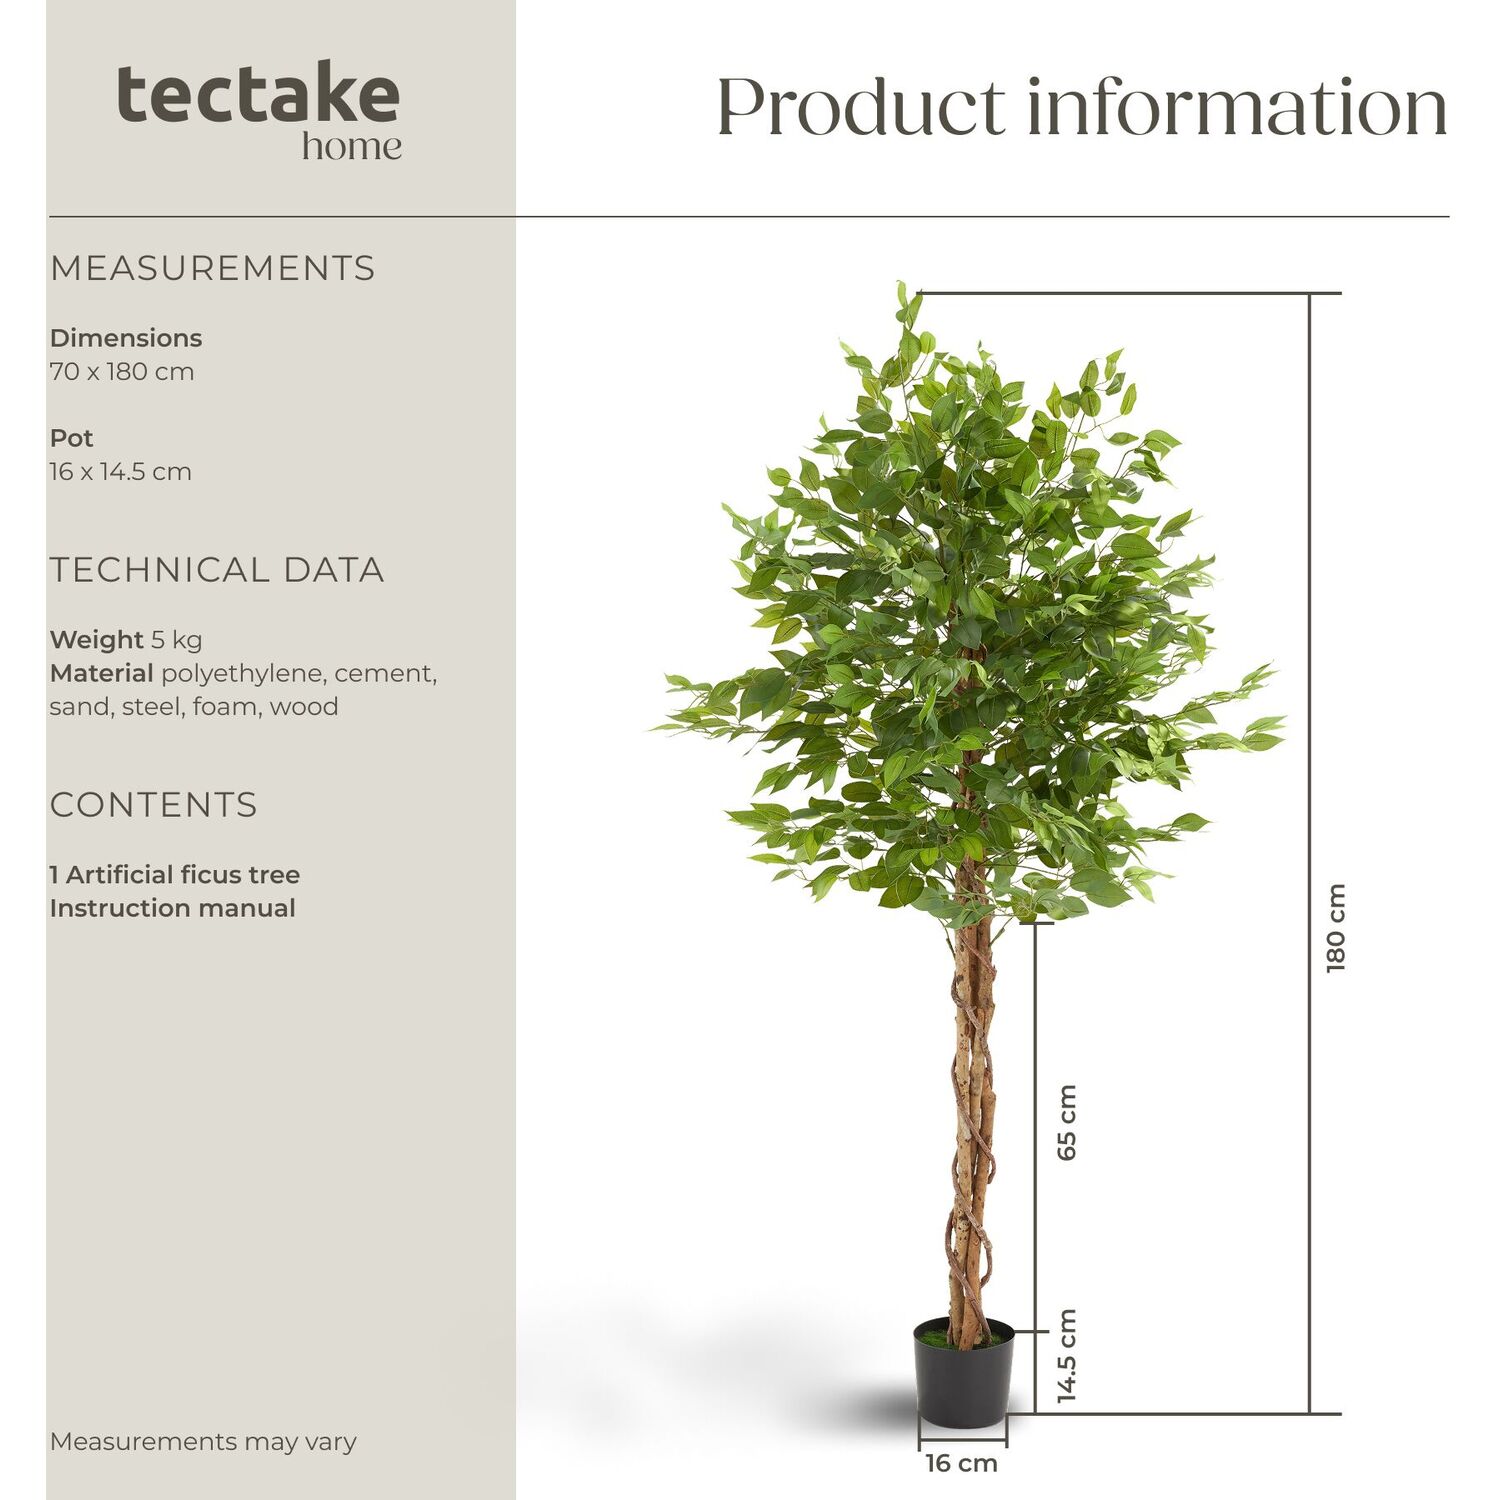 tectake
home
Product information
MEASUREMENTS
Dimensions
70 x 180 cm
Pot
16 x 14.5 cm
TECHNICAL DATA
Weight 5 kg
Material polyethylene, cement,
sand, steel, foam, wood
CONTENTS
1 Artificial ficus tree
Instruction manual
Measurements may vary
180 cm
65 cm
14.5 cm
16 cm